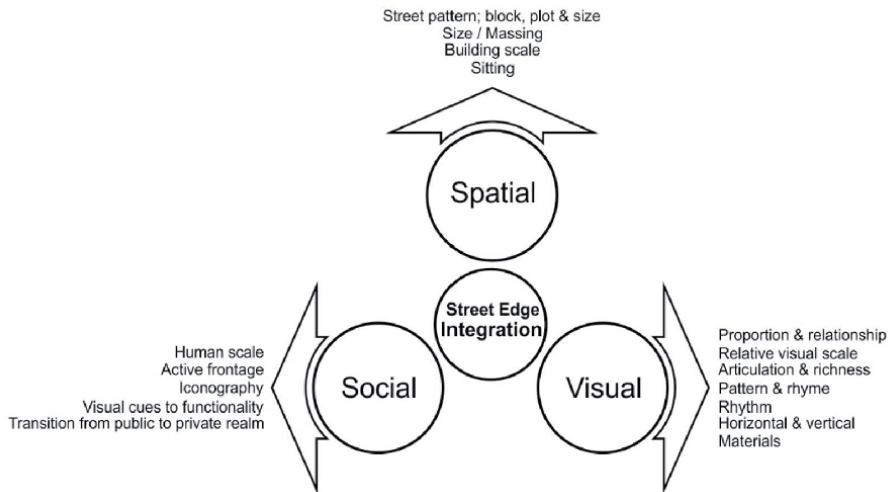 Street pattern; block, plot & size
Size / Massing
Building scale
Sitting
Spatial
Street Edge
Integration
Social
Visual
Human scale
Active frontage
Iconography
Visual cues to functionality
Transition from public to private realm
Proportion & relationship
Relative visual scale
Articulation & richness
Pattern & rhyme
Rhythm
Horizontal & vertical
Materials